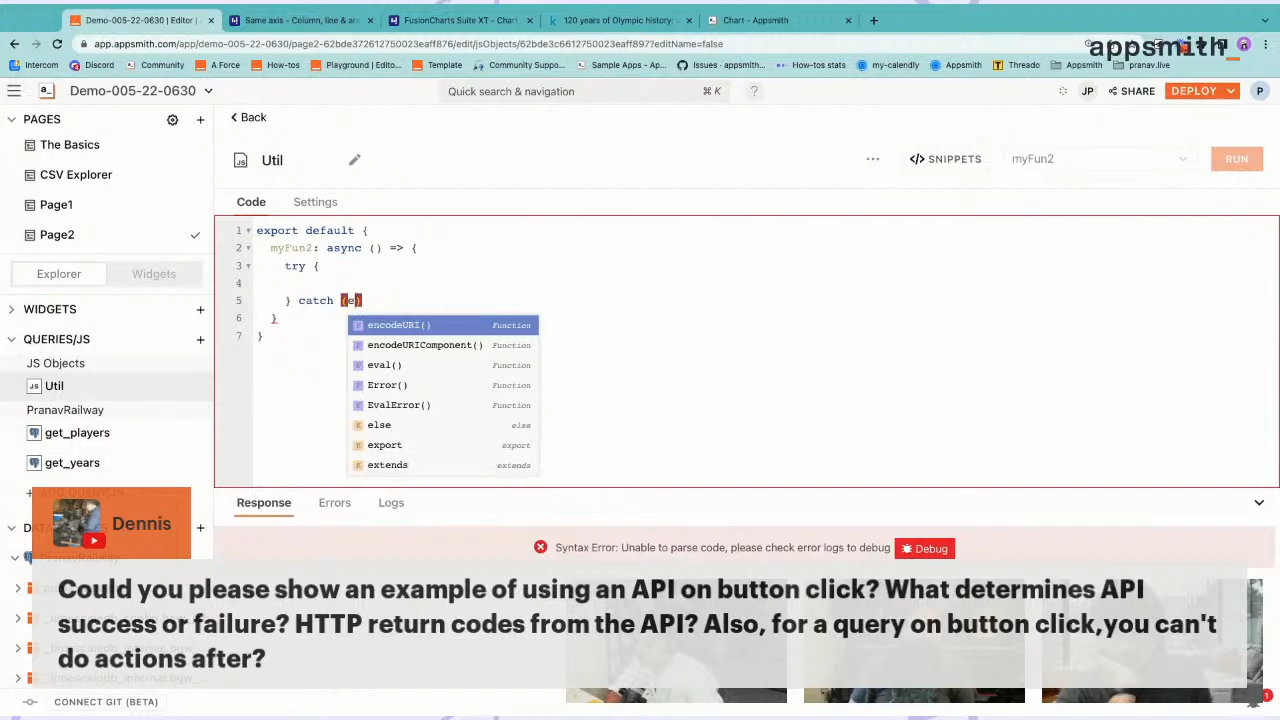 Demo-005-22-0630 | Editor |
Same axis - Column, line & are
FusionCharts Suite XT - Chart
120 years of Olympic history:
Chart - Appsmith
app.appsmith.com/app/demo-005-22-0630/page2-62bde372612750023eaff876/edit/jsObjects/62bde3c6612750023eaff897?editName=false
appsmith_
Intercom
Discord
Community
A Force
How-tos
Playground | Edito...
Template
Community Suppo...
Sample Apps - Ap...
Issues · appsmith...
How-tos stats
my-calendly
Appsmith
Threado
Appsmith
pranav.live
Demo-005-22-0630
Quick search & navigation
⌘ K
?
JP
SHARE
DEPLOY
P
PAGES
The Basics
CSV Explorer
Page1
Page2
Explorer
Widgets
WIDGETS
QUERIES/JS
JS Objects
Util
PranavRailway
get_players
get_years
Back
Util
</> SNIPPETS
myFun2
RUN
Code
Settings
1 export default {
2 myFun2: async () => {
3 try {
4
5 } catch (e)
6 }
7 }
encodeURI() Function
encodeURIComponent() Function
eval() Function
Error() Function
EvalError() Function
else else
export export
extends extends
Response
Errors
Logs
Syntax Error: Unable to parse code, please check error logs to debug
Debug
Dennis
Could you please show an example of using an API on button click? What determines API
success or failure? HTTP return codes from the API? Also, for a query on button click,you can't
do actions after?
CONNECT GIT (BETA)
1